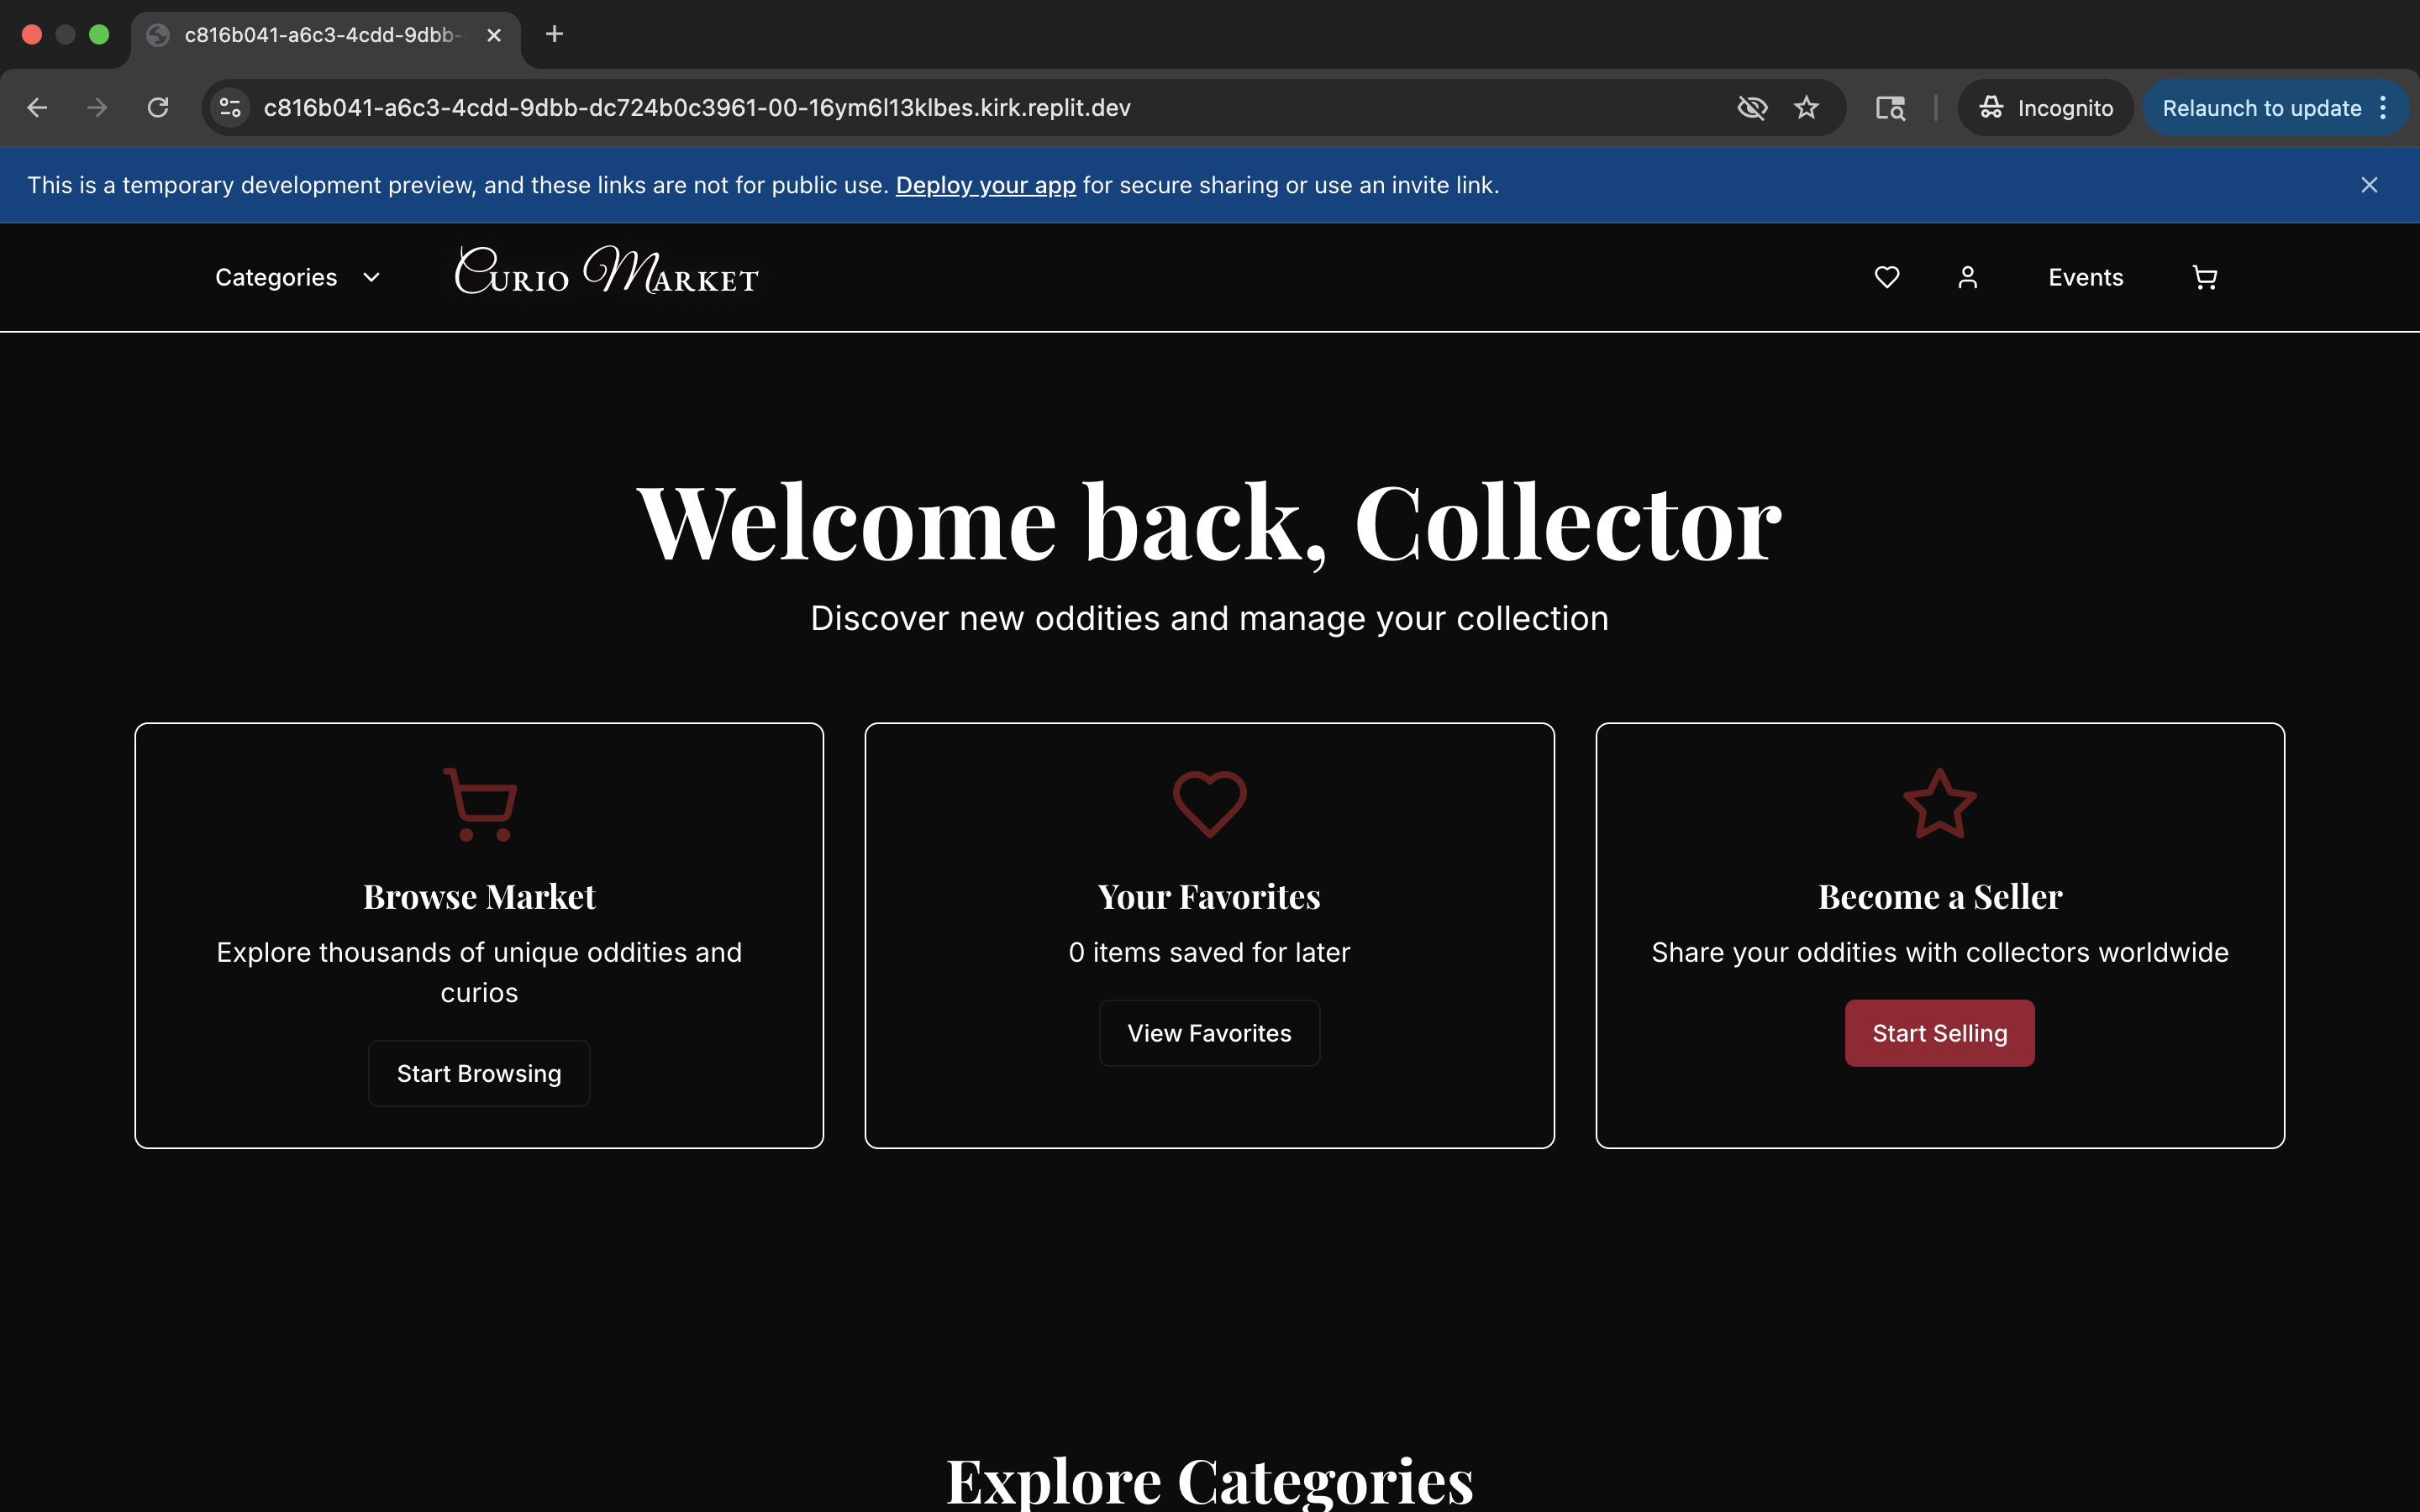 c816b041-a6c3-4cdd-9dbb-
c816b041-a6c3-4cdd-9dbb-dc724b0c3961-00-16ym6l13klbes.kirk.replit.dev
Incognito
Relaunch to update
This is a temporary development preview, and these links are not for public use. Deploy your app for secure sharing or use an invite link.
Categories
Curio Market
Events
Welcome back, Collector
Discover new oddities and manage your collection
Browse Market
Explore thousands of unique oddities and
curios
Start Browsing
Your Favorites
0 items saved for later
View Favorites
Become a Seller
Share your oddities with collectors worldwide
Start Selling
Explore Categories